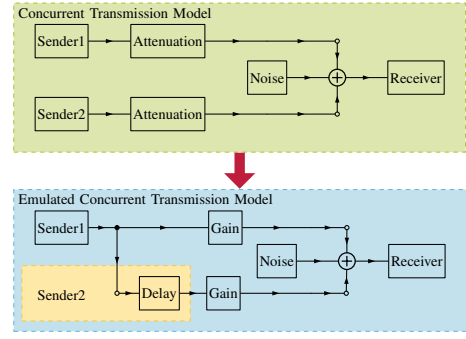 Concurrent Transmission Model
Sender1
Attenuation
Noise
Receiver
Sender2
Attenuation
Emulated Concurrent Transmission Model
Sender1
Gain
Noise
Receiver
Sender2
Delay
Gain